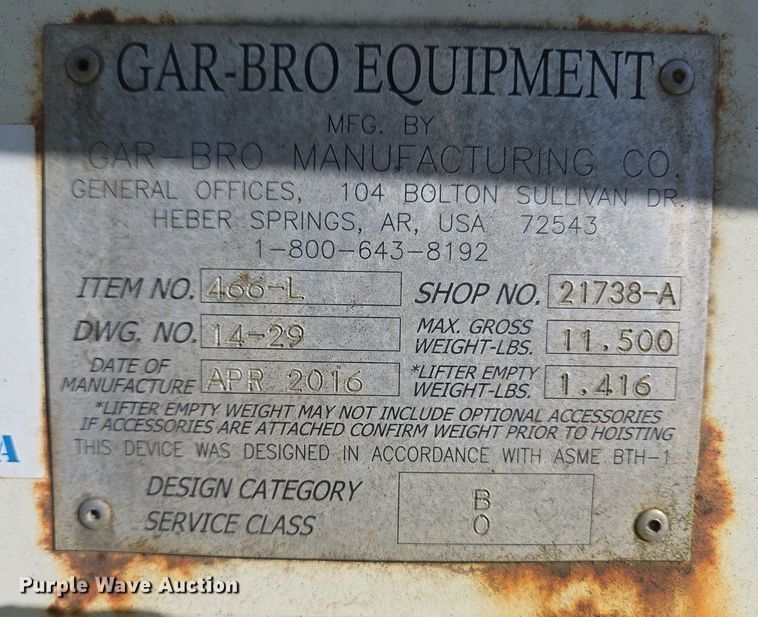 GAR-BRO EQUIPMENT
MFG. BY
GAR-BRO MANUFACTURING CO.
GENERAL OFFICES, 104 BOLTON SULLIVAN DR.
HEBER SPRINGS, AR, USA 72543
1-800-643-8192
ITEM NO. 466-L SHOP NO. 21738-A
DWG. NO. 14-29 MAX. GROSS WEIGHT-LBS. 11,500
DATE OF MANUFACTURE APR 2016 *LIFTER EMPTY WEIGHT-LBS. 1,416
*LIFTER EMPTY WEIGHT MAY NOT INCLUDE OPTIONAL ACCESSORIES
IF ACCESSORIES ARE ATTACHED CONFIRM WEIGHT PRIOR TO HOISTING
THIS DEVICE WAS DESIGNED IN ACCORDANCE WITH ASME BTH-1
DESIGN CATEGORY B
SERVICE CLASS 0
A
Purple Wave Auction